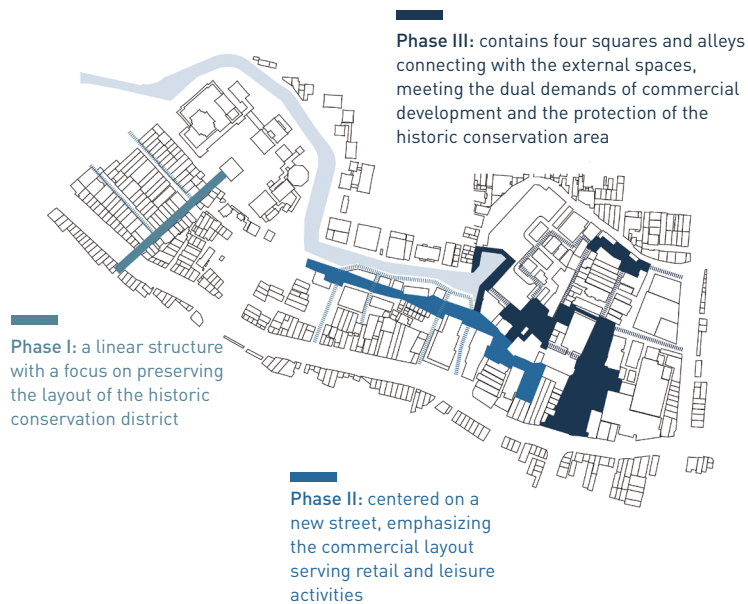 Phase III: contains four squares and alleys
connecting with the external spaces,
meeting the dual demands of commercial
development and the protection of the
historic conservation area
Phase I: a linear structure
with a focus on preserving
the layout of the historic
conservation district
Phase II: centered on a
new street, emphasizing
the commercial layout
serving retail and leisure
activities